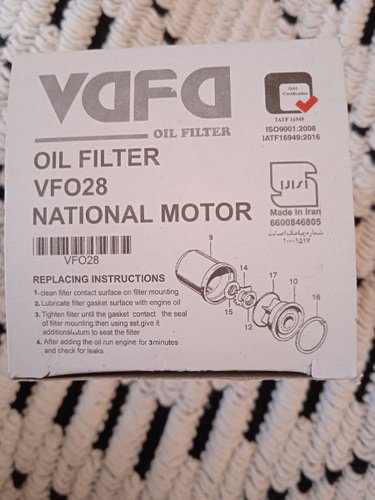 VAFA
OIL FILTER
QAL
Certification
IATF 16949
ISO9001:2008
IATF16949:2016
OIL FILTER
VFO28
NATIONAL MOTOR
Made in Iran
6600846805
شماره پیامک اصالت
۱۰۰۰۱۵۱۷
VFO28
REPLACING INSTRUCTIONS
1- clean filter contact surface on filter mounting
2. Lubricate filter gasket surface with engine oil
3. Tighten filter until the gasket contact the seal
of filter mounting.then using sst.give it
additional turn to seat the filter
4. After adding the oil run engine for 3minutes
and check for leaks
9
14
17
10
16
15
12